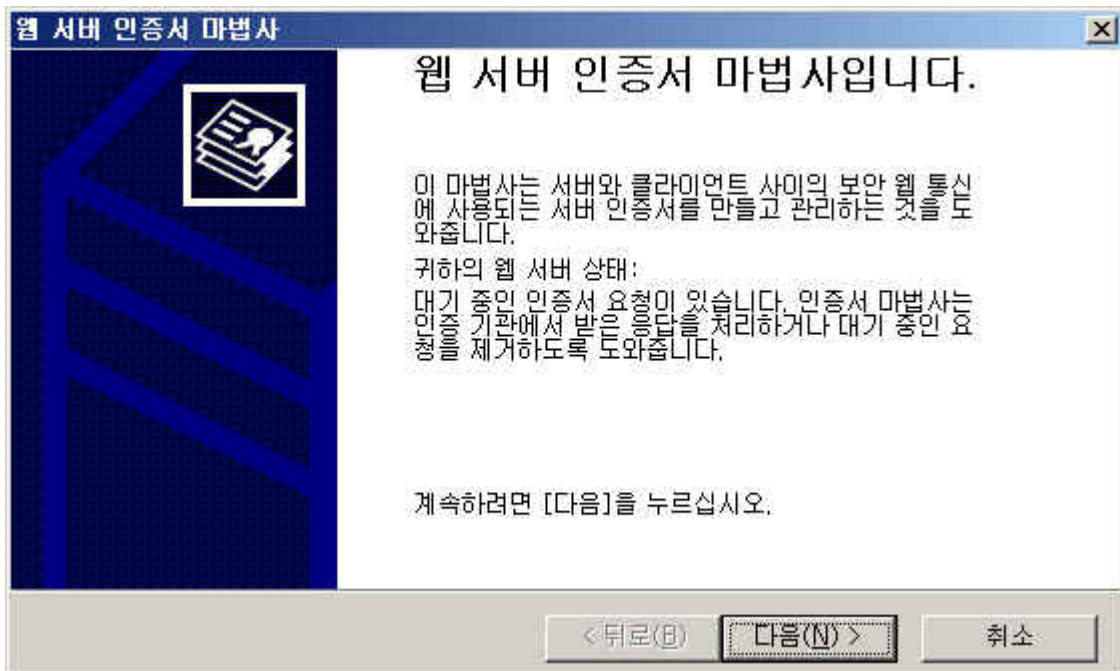 웹 서버 인증서 마법사
웹 서버 인증서 마법사입니다.
이 마법사는 서버와 클라이언트 사이의 보안 웹 통신
에 사용되는 서버 인증서를 만들고 관리하는 것을 도
와줍니다.
귀하의 웹 서버 상태:
대기 중인 인증서 요청이 있습니다. 인증서 마법사는
인증 기관에서 받은 응답을 처리하거나 대기 중인 요
청을 제거하도록 도와줍니다.
계속하려면 [다음]을 누르십시오.
< 뒤로(B) 다음(N) > 취소